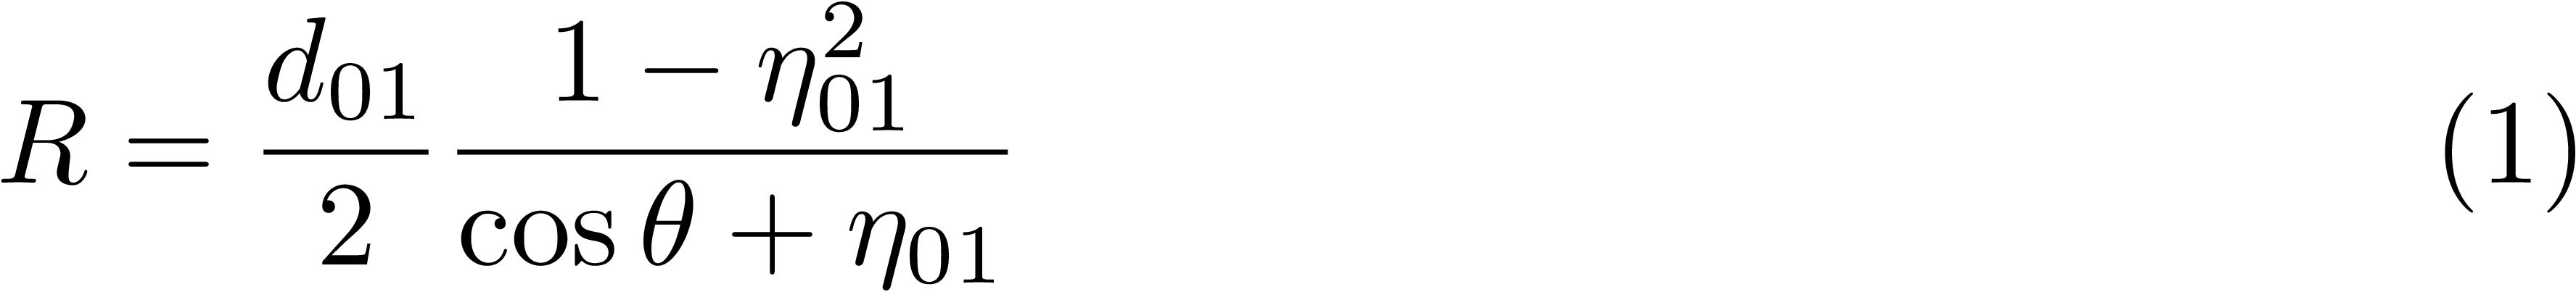 R = \frac{d_{01}}{2} \frac{1 - \eta_{01}^{2}}{\cos\theta + \eta_{01}} (1)